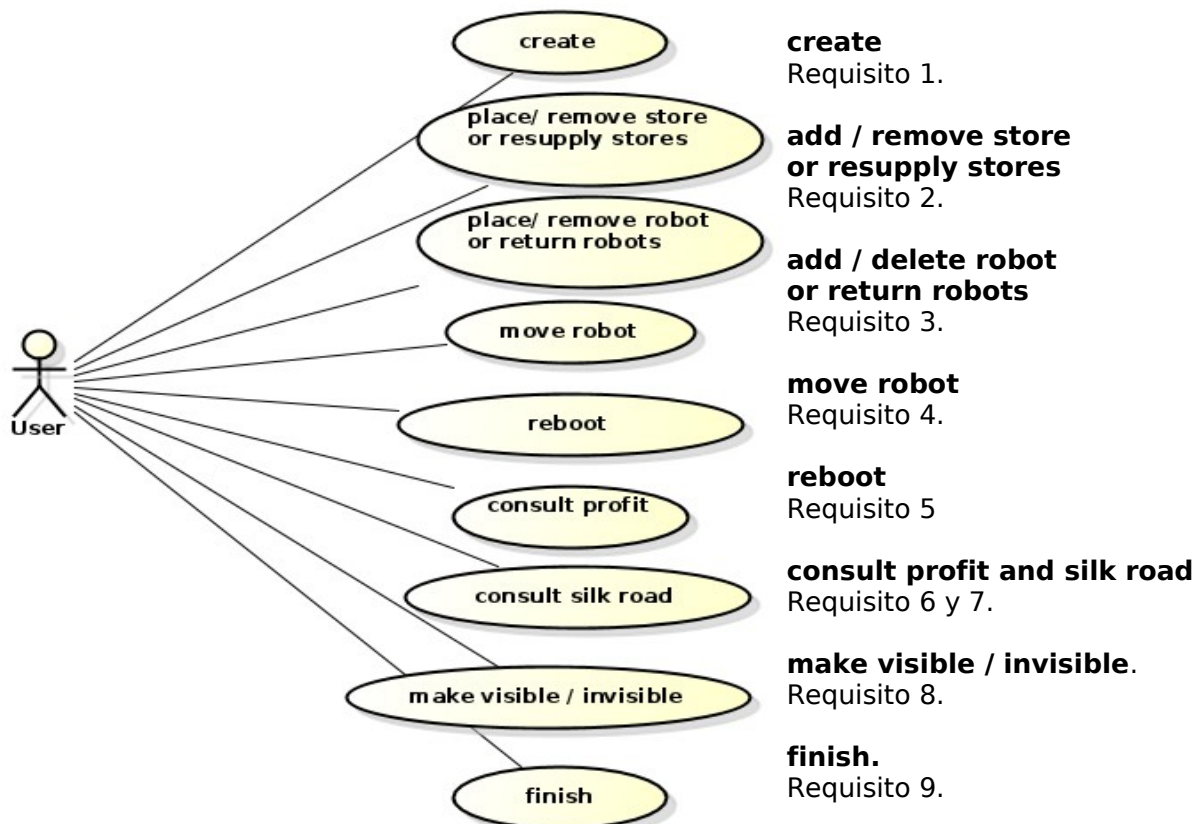 create
place/ remove store
or resupply stores
place/ remove robot
or return robots
move robot
reboot
consult profit
consult silk road
make visible / invisible
finish
User
create
Requisito 1.
add / remove store
or resupply stores
Requisito 2.
add / delete robot
or return robots
Requisito 3.
move robot
Requisito 4.
reboot
Requisito 5
consult profit and silk road
Requisito 6 y 7.
make visible / invisible.
Requisito 8.
finish.
Requisito 9.